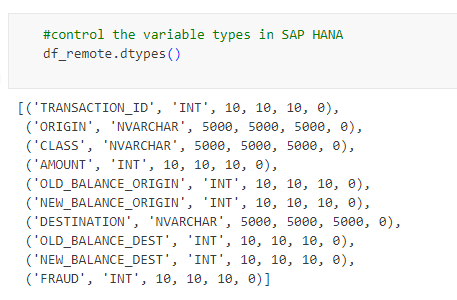 #control the variable types in SAP HANA
df_remote.dtypes()
[('TRANSACTION_ID', 'INT', 10, 10, 10, 0),
('ORIGIN', 'NVARCHAR', 5000, 5000, 5000, 0),
('CLASS', 'NVARCHAR', 5000, 5000, 5000, 0),
('AMOUNT', 'INT', 10, 10, 10, 0),
('OLD_BALANCE_ORIGIN', 'INT', 10, 10, 10, 0),
('NEW_BALANCE_ORIGIN', 'INT', 10, 10, 10, 0),
('DESTINATION', 'NVARCHAR', 5000, 5000, 5000, 0),
('OLD_BALANCE_DEST', 'INT', 10, 10, 10, 0),
('NEW_BALANCE_DEST', 'INT', 10, 10, 10, 0),
('FRAUD', 'INT', 10, 10, 10, 0)]